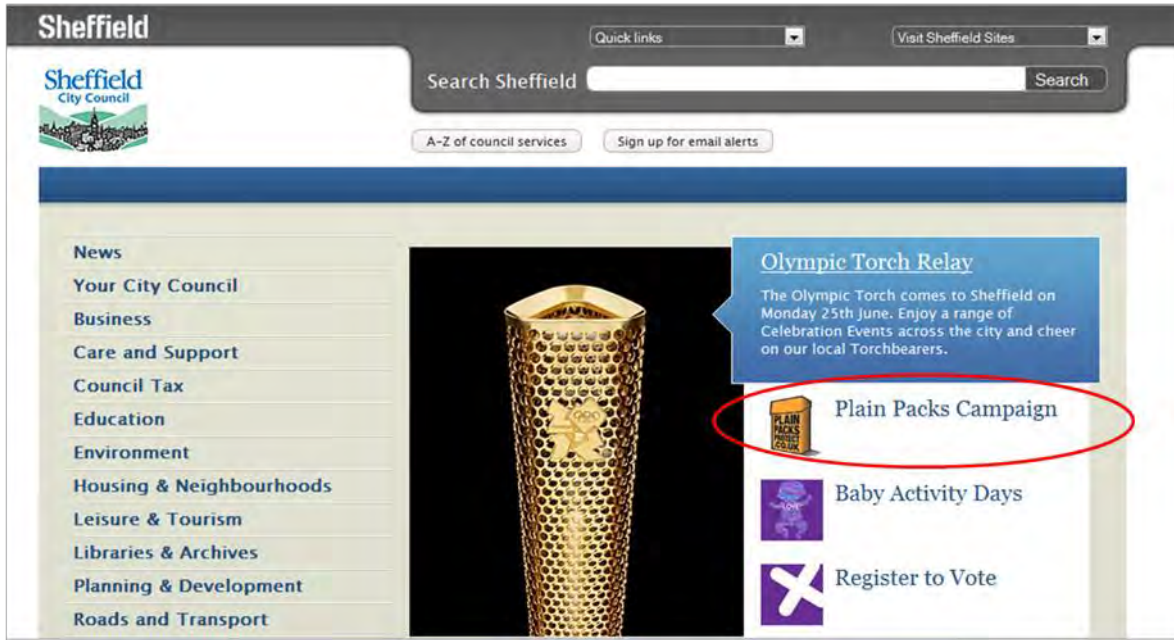 Sheffield
Quick links
Visit Sheffield Sites
Sheffield
City Council
Search Sheffield
Search
A-Z of council services
Sign up for email alerts
News
Your City Council
Business
Care and Support
Council Tax
Education
Environment
Housing & Neighbourhoods
Leisure & Tourism
Libraries & Archives
Planning & Development
Roads and Transport
Olympic Torch Relay
The Olympic Torch comes to Sheffield on
Monday 25th June. Enjoy a range of
Celebration Events across the city and cheer
on our local Torchbearers.
PLAIN
PACKS
PROTECT
.CO.UK
Plain Packs Campaign
LOVE
Baby Activity Days
Register to Vote